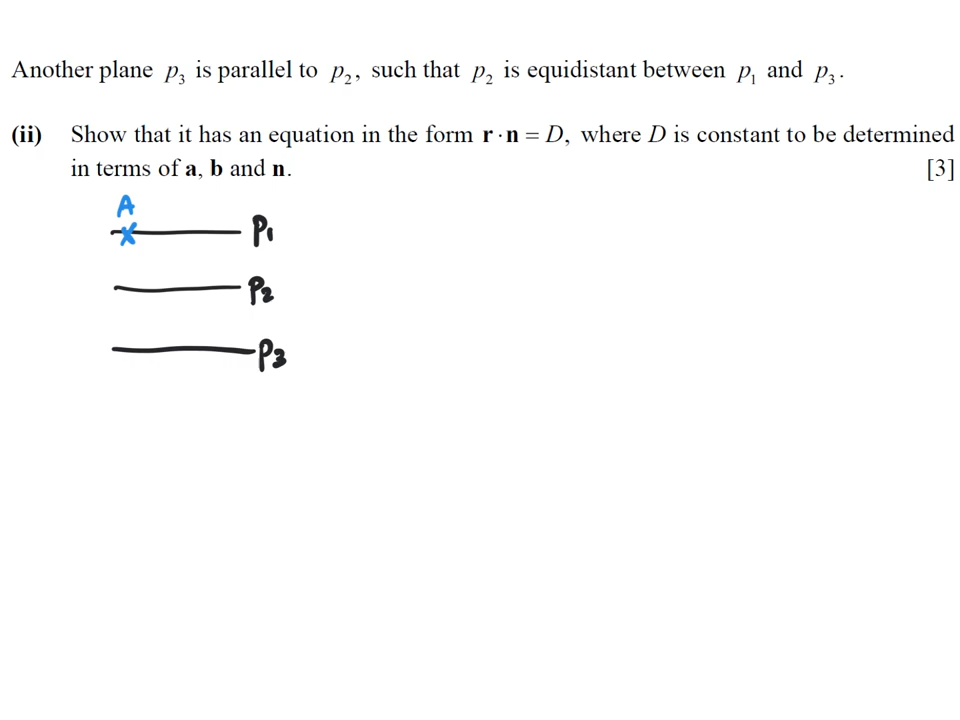 Another plane p₃ is parallel to p₂, such that p₂ is equidistant between p₁ and p₃.
(ii) Show that it has an equation in the form r · n = D, where D is constant to be determined
in terms of a, b and n. [3]
A
P₁
P₂
P₃